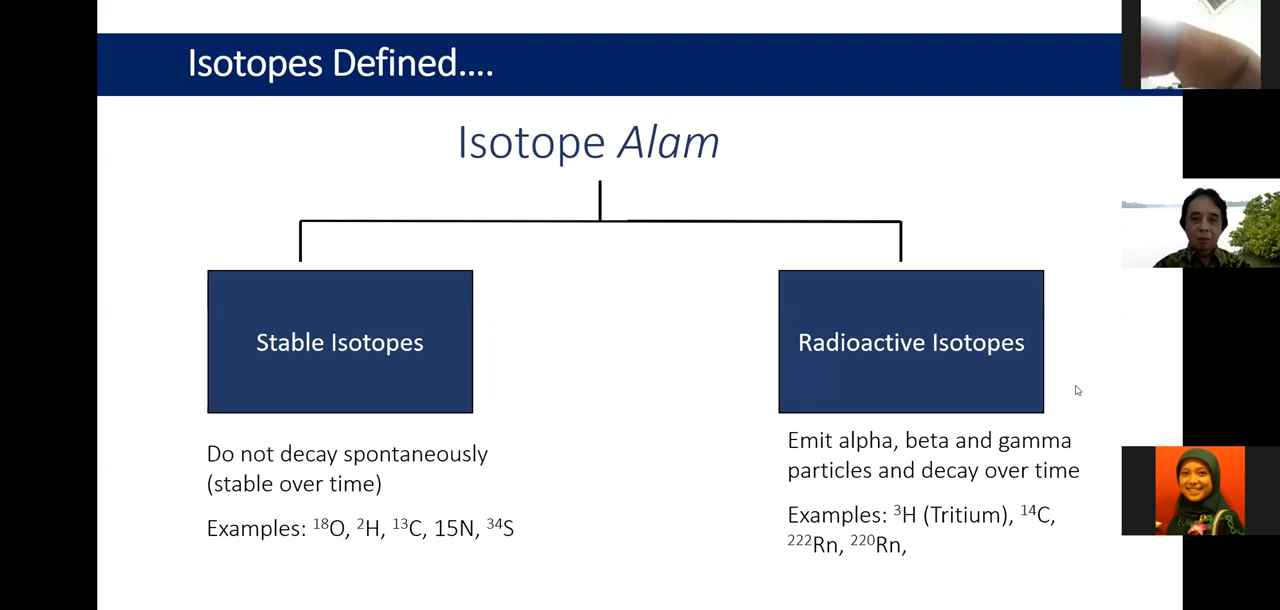 Isotopes Defined....
Isotope Alam
Stable Isotopes
Radioactive Isotopes
Do not decay spontaneously
(stable over time)
Examples: ¹⁸O, ²H, ¹³C, 15N, ³⁴S
Emit alpha, beta and gamma
particles and decay over time
Examples: ³H (Tritium), ¹⁴C,
²²²Rn, ²²⁰Rn,